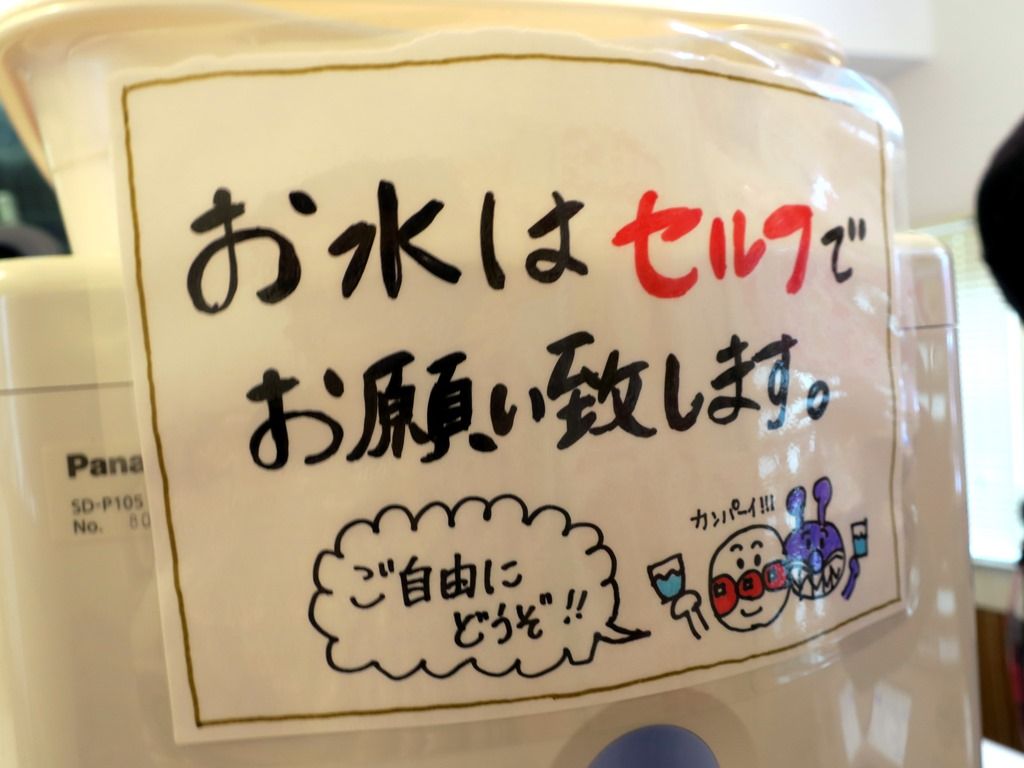 お水はセルフで
お願い致します。
カンパーイ!!!
ご自由に
どうぞ!!
Pana
SD-P105
No. 80